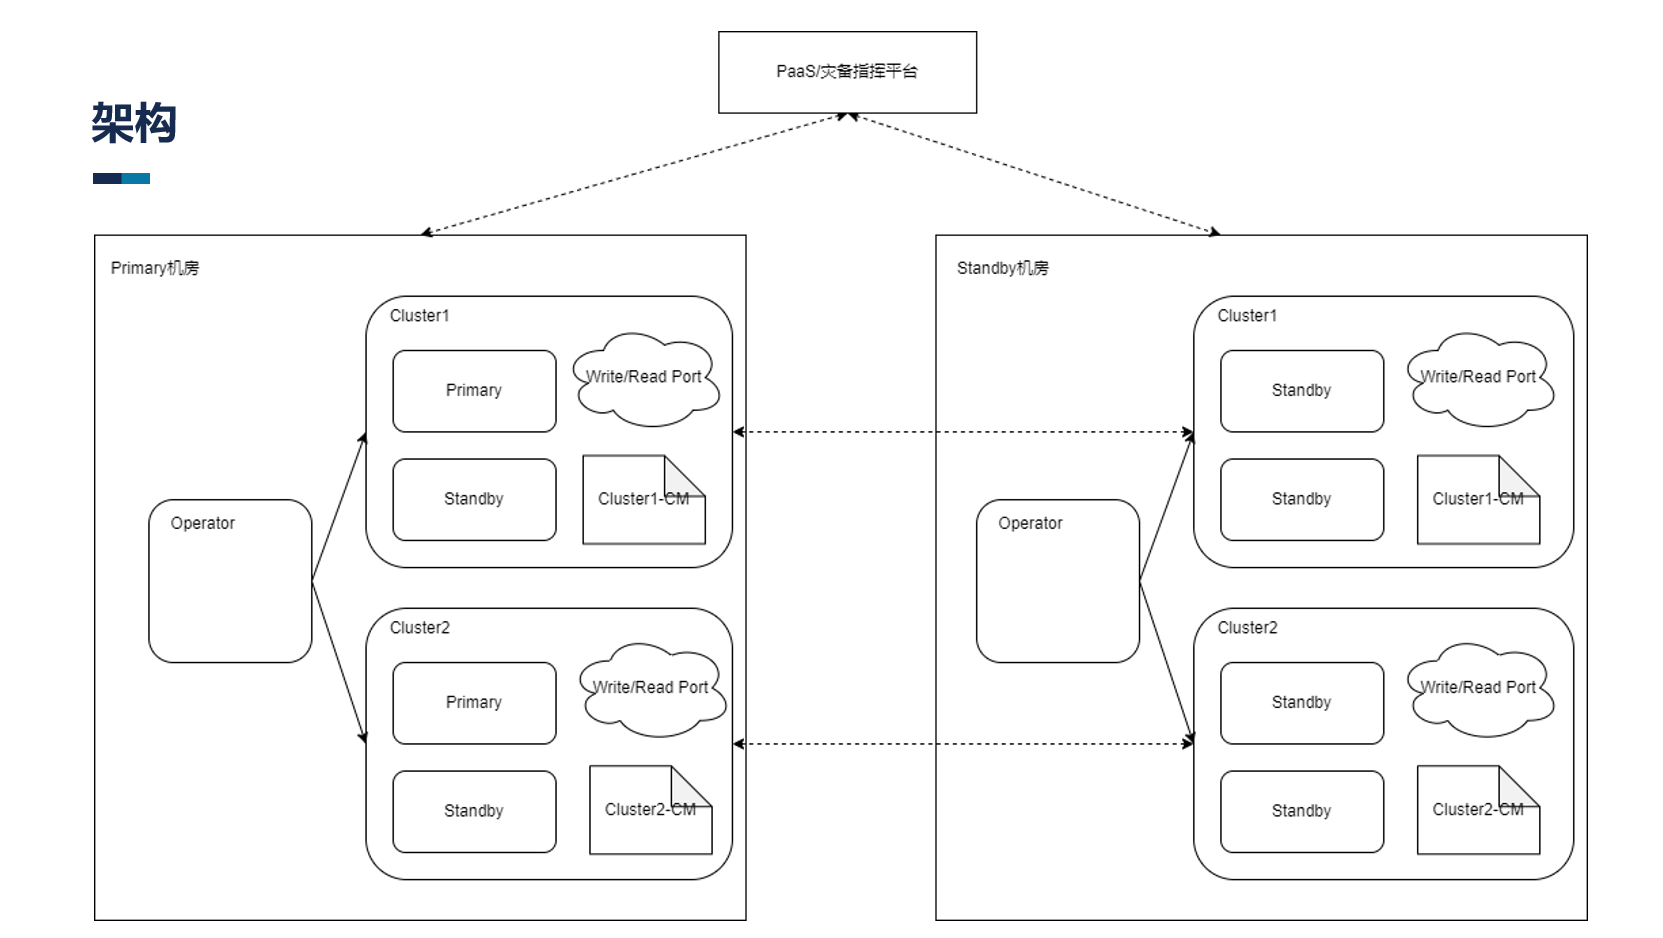 PaaS/灾备指挥平台
架构
Primary机房
Cluster1
Primary
Write/Read Port
Standby
Cluster1-CM
Operator
Cluster2
Primary
Write/Read Port
Standby
Cluster2-CM
Standby机房
Cluster1
Standby
Write/Read Port
Standby
Cluster1-CM
Operator
Cluster2
Standby
Write/Read Port
Standby
Cluster2-CM